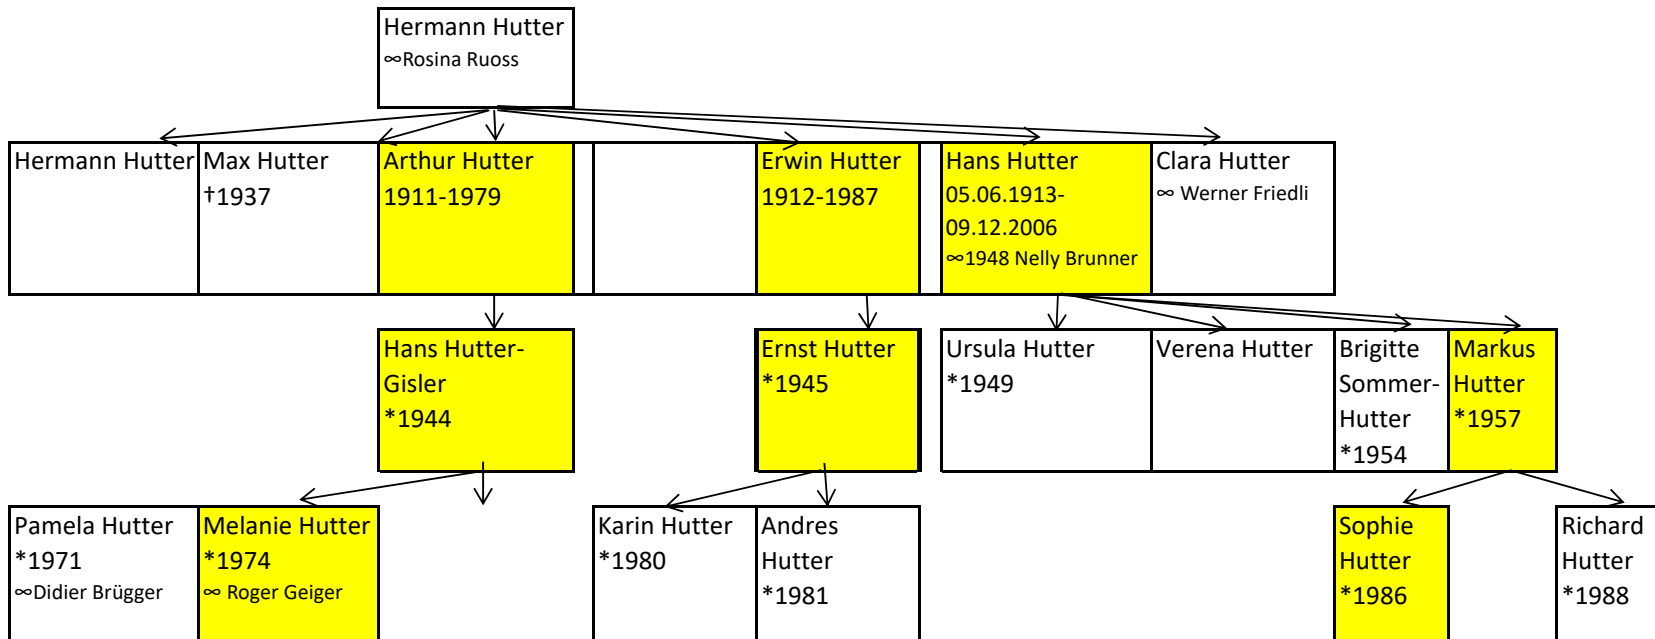 Hermann Hutter
∞Rosina Ruoss
Hermann Hutter
Max Hutter
†1937
Arthur Hutter
1911-1979
Erwin Hutter
1912-1987
Hans Hutter
05.06.1913-
09.12.2006
∞1948 Nelly Brunner
Clara Hutter
∞ Werner Friedli
Hans Hutter-
Gisler
*1944
Ernst Hutter
*1945
Ursula Hutter
*1949
Verena Hutter
Brigitte
Sommer-
Hutter
*1954
Markus
Hutter
*1957
Pamela Hutter
*1971
∞Didier Brügger
Melanie Hutter
*1974
∞ Roger Geiger
Karin Hutter
*1980
Andres
Hutter
*1981
Sophie
Hutter
*1986
Richard
Hutter
*1988